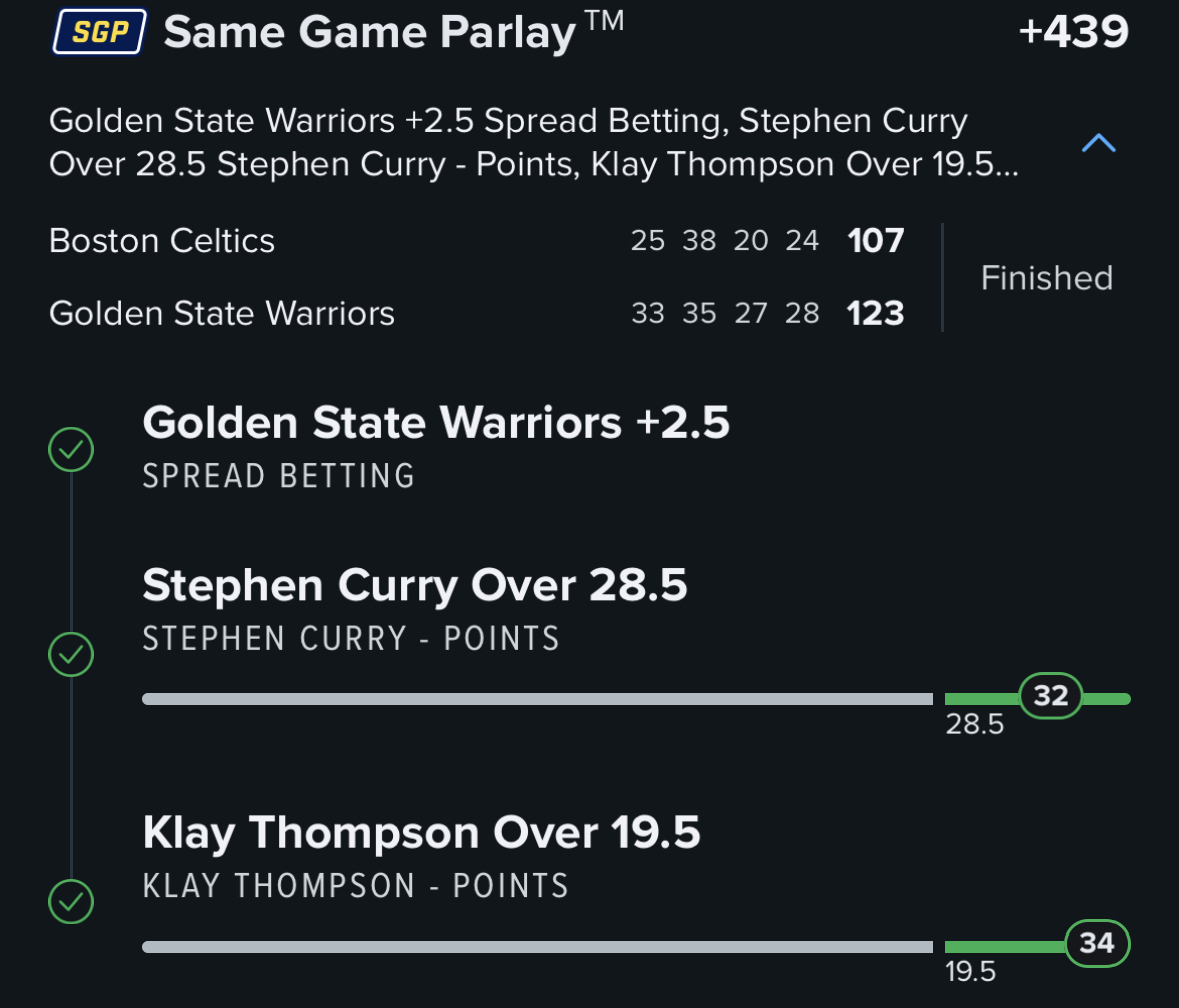 SGP Same Game Parlay™ +439
Golden State Warriors +2.5 Spread Betting, Stephen Curry
Over 28.5 Stephen Curry - Points, Klay Thompson Over 19.5...
Boston Celtics 25 38 20 24 107
Finished
Golden State Warriors 33 35 27 28 123
Golden State Warriors +2.5
SPREAD BETTING
Stephen Curry Over 28.5
STEPHEN CURRY - POINTS
32
28.5
Klay Thompson Over 19.5
KLAY THOMPSON - POINTS
34
19.5